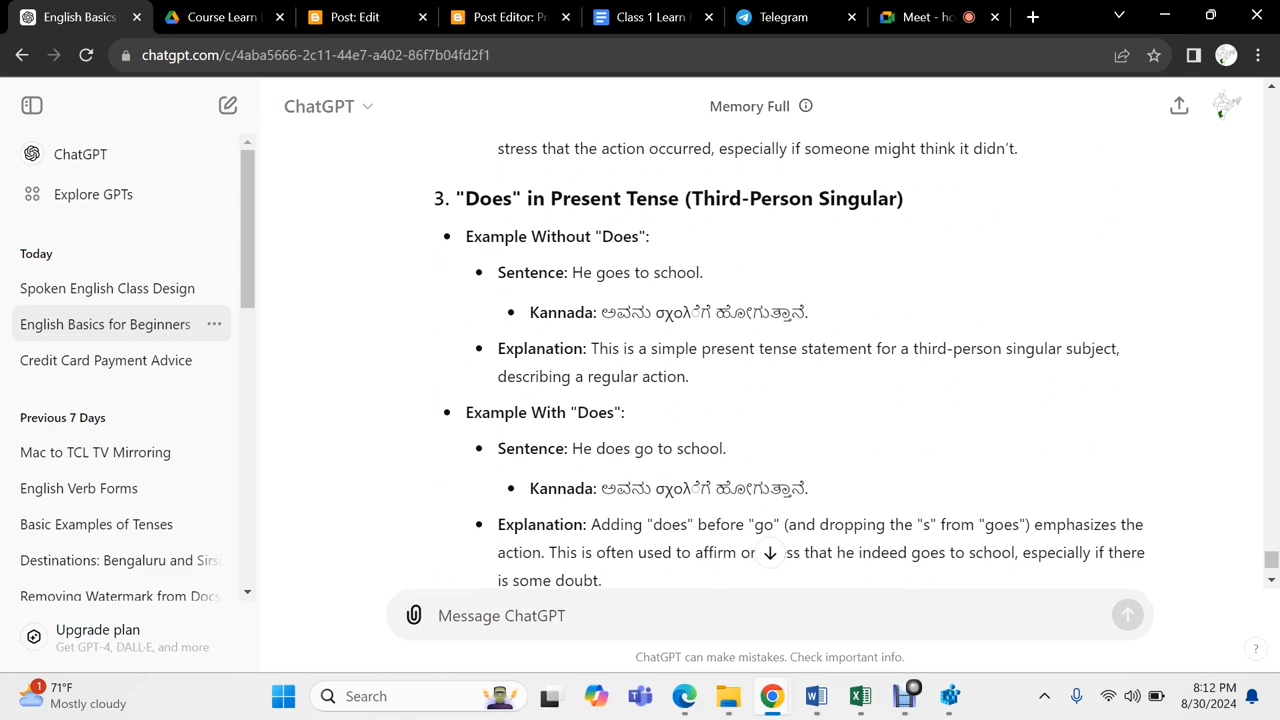 English Basics
Course Learn
Post: Edit
Post Editor: P
Class 1 Learn
Telegram
Meet - ho
chatgpt.com/c/4aba5666-2c11-44e7-a402-86f7b04fd2f1
ChatGPT
Memory Full
ChatGPT
Explore GPTs
Today
Spoken English Class Design
English Basics for Beginners
Credit Card Payment Advice
Previous 7 Days
Mac to TCL TV Mirroring
English Verb Forms
Basic Examples of Tenses
Destinations: Bengaluru and Sirsi
Removing Watermark from Docs
Upgrade plan
Get GPT-4, DALL·E, and more
stress that the action occurred, especially if someone might think it didn’t.
3. "Does" in Present Tense (Third-Person Singular)
Example Without "Does":
Sentence: He goes to school.
Kannada: ಅವನು σχολೆಗೆ ಹೋಗುತ್ತಾನೆ.
Explanation: This is a simple present tense statement for a third-person singular subject,
describing a regular action.
Example With "Does":
Sentence: He does go to school.
Kannada: ಅವನು σχολೆಗೆ ಹೋಗುತ್ತಾನೆ.
Explanation: Adding "does" before "go" (and dropping the "s" from "goes") emphasizes the
action. This is often used to affirm or ss that he indeed goes to school, especially if there
is some doubt.
Message ChatGPT
ChatGPT can make mistakes. Check important info.
?
1
71°F
Mostly cloudy
Search
8:12 PM
8/30/2024